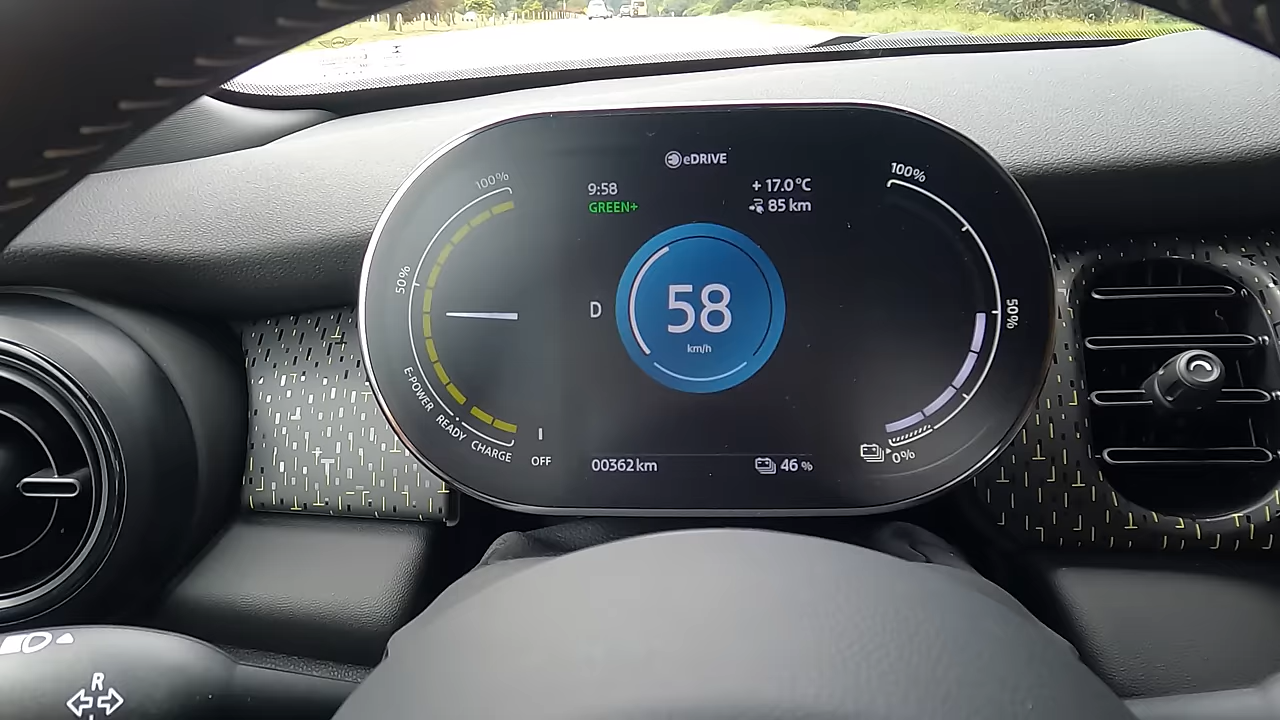 eDRIVE
9:58
GREEN+
+ 17.0°C
85 km
100%
50%
E-POWER
READY
CHARGE
OFF
D
58
km/h
100%
50%
0%
00362 km
46 %
R